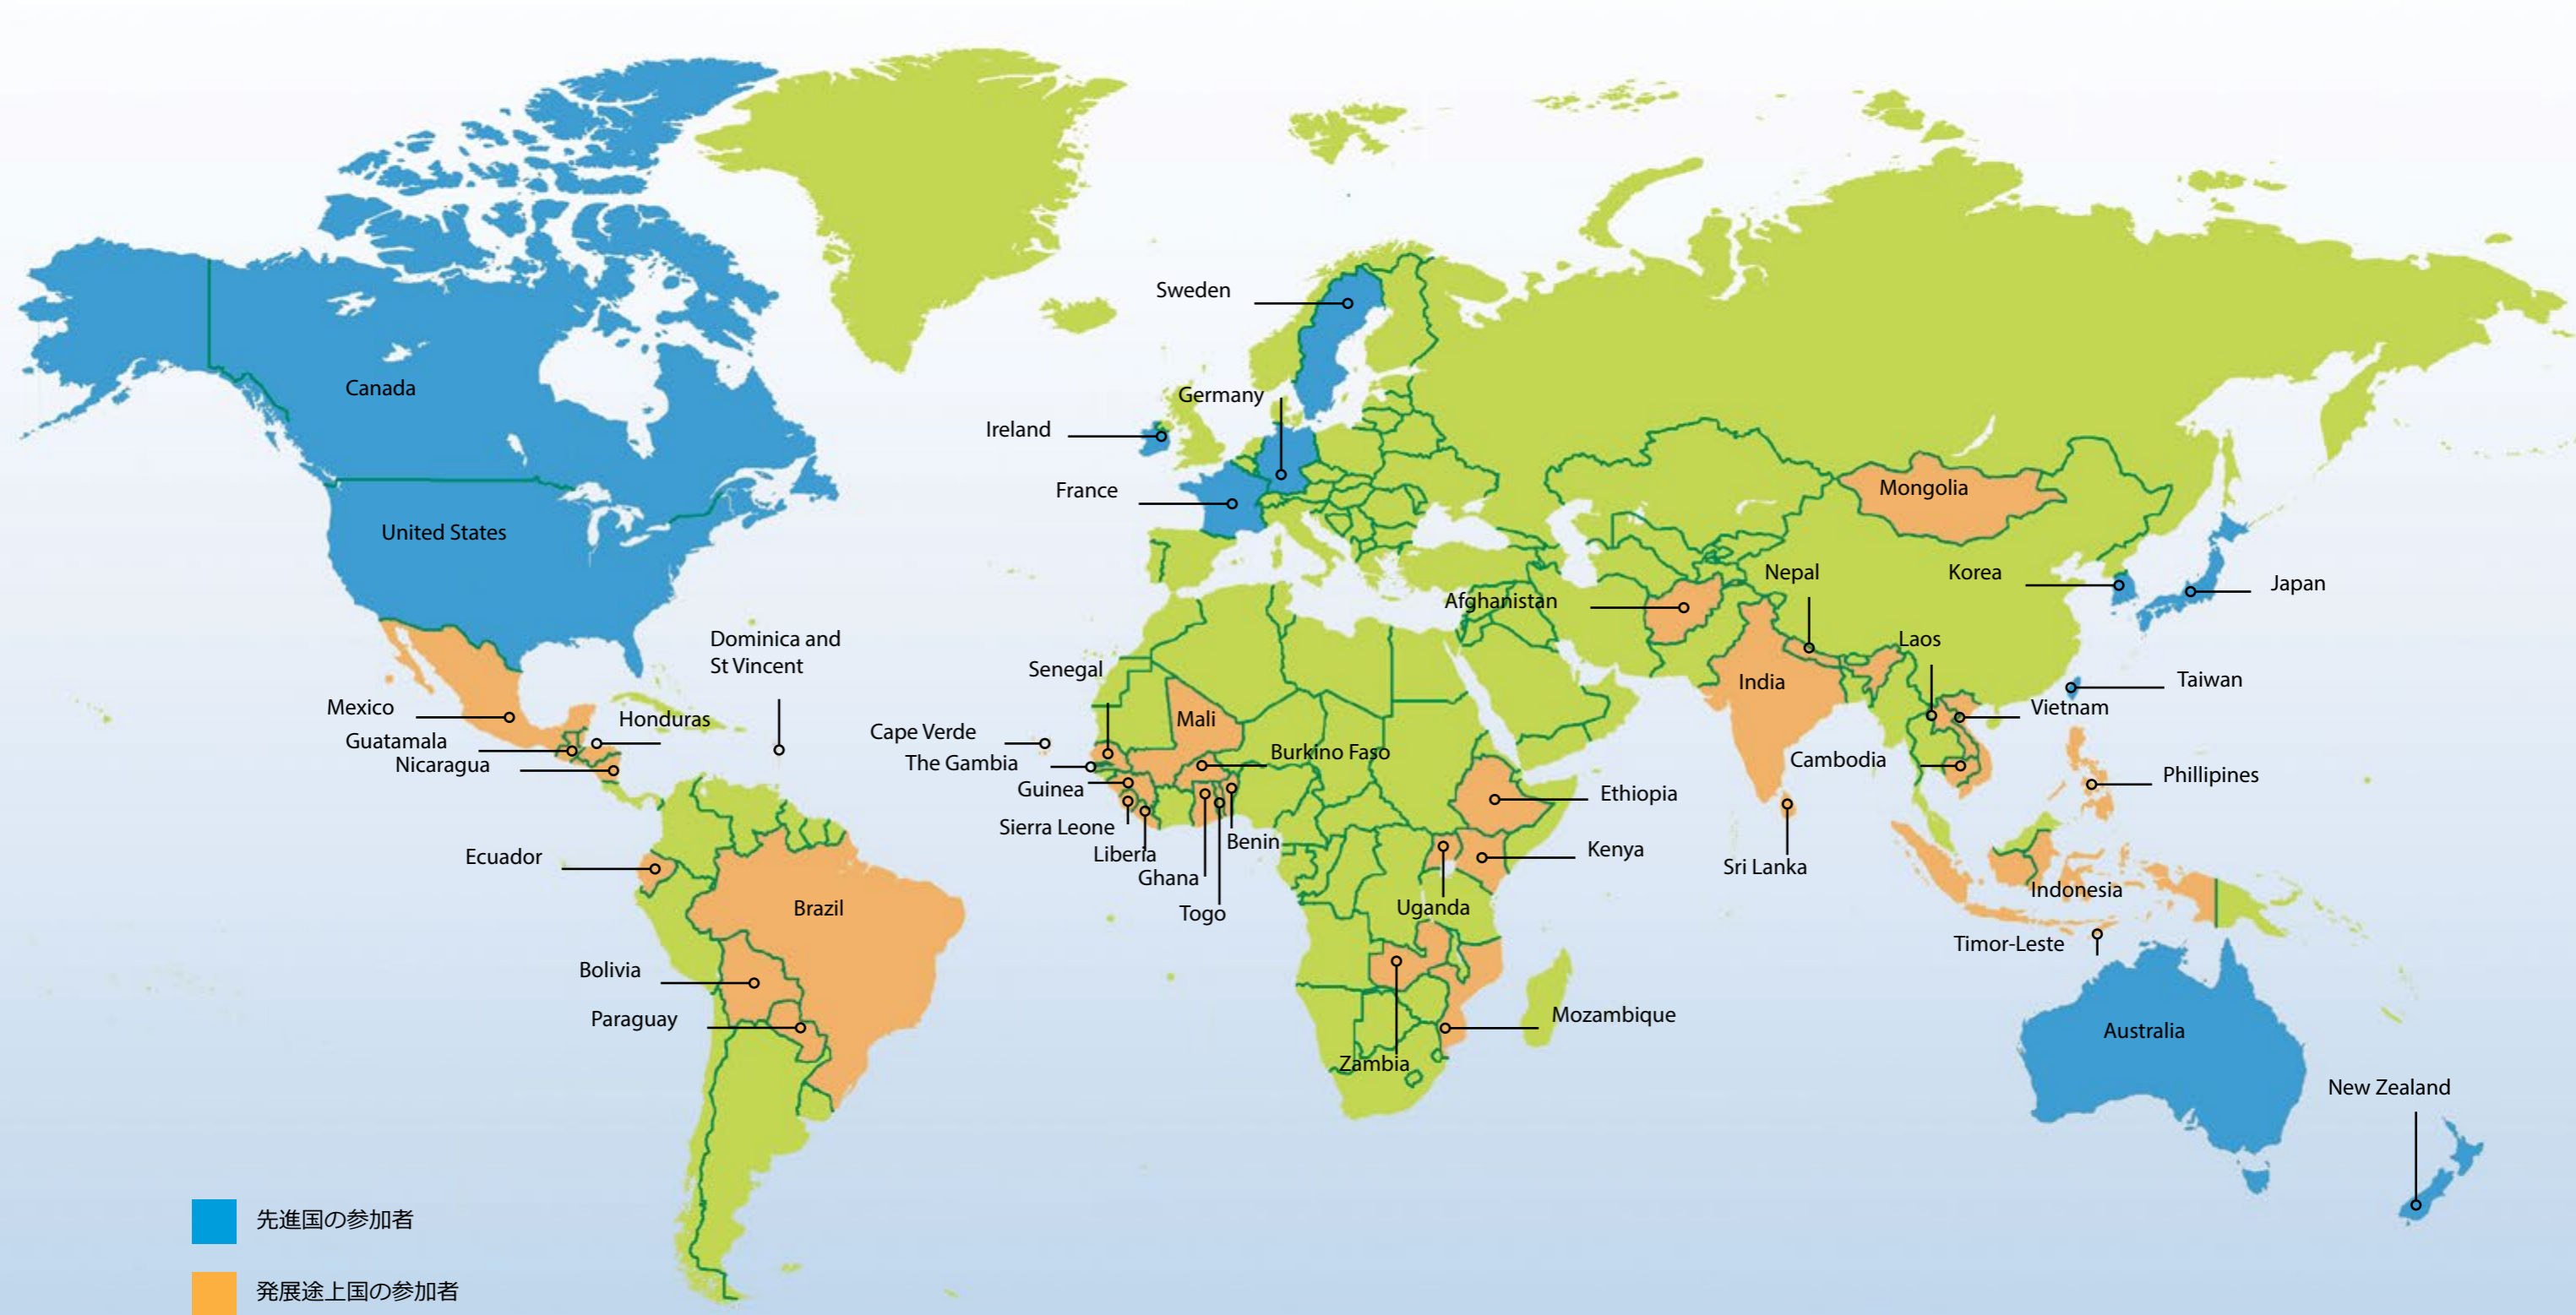 Sweden
Germany
Canada
Ireland
France
Mongolia
United States
Nepal
Korea
Japan
Afghanistan
Dominica and
St Vincent
Laos
Senegal
India
Taiwan
Mexico
Honduras
Mali
Vietnam
Cape Verde
Guatamala
Burkino Faso
Nicaragua
The Gambia
Cambodia
Phillipines
Guinea
Ethiopia
Sierra Leone
Benin
Liberia
Kenya
Ecuador
Sri Lanka
Ghana
Indonesia
Brazil
Togo
Uganda
Timor-Leste
Bolivia
Paraguay
Mozambique
Australia
Zambia
New Zealand
先進国の参加者
発展途上国の参加者